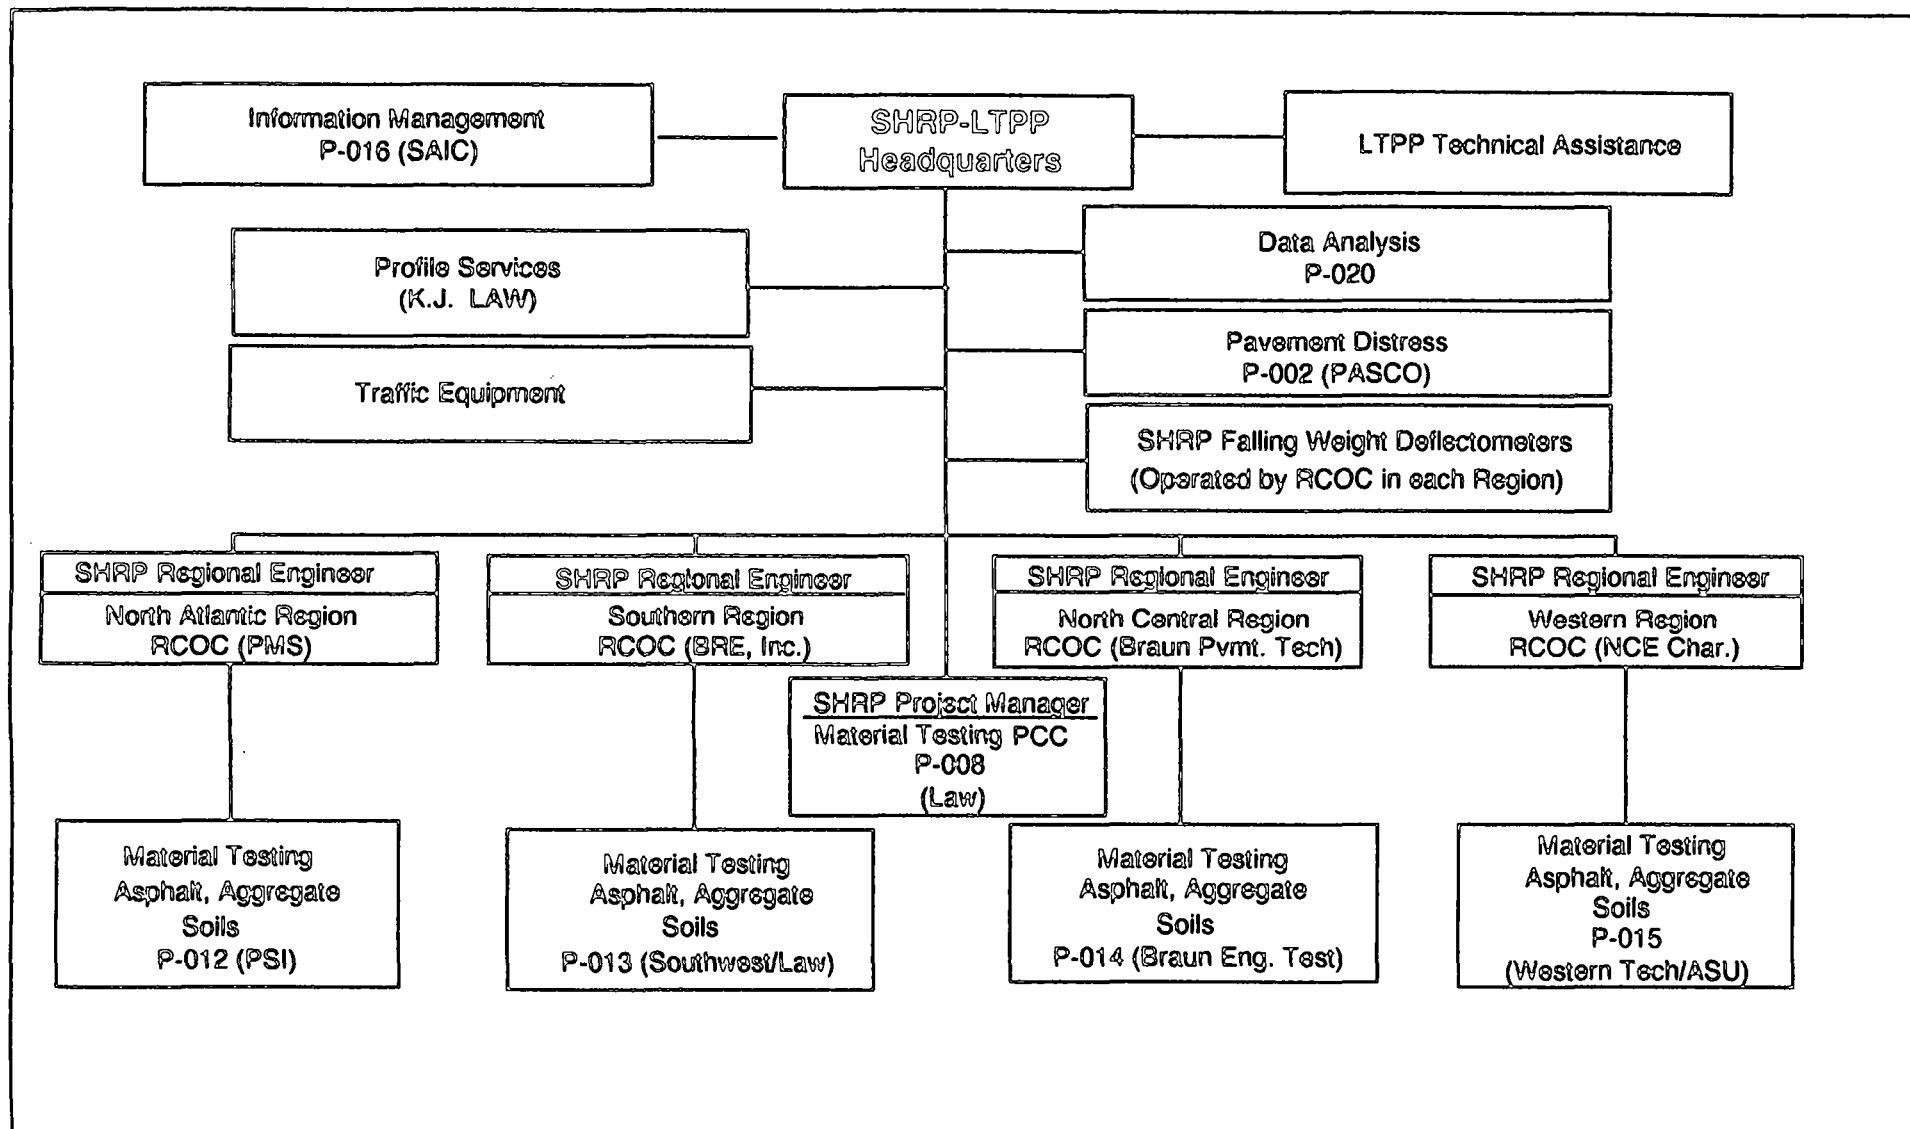 Information Management
P-016 (SAIC)
SHRP-LTPP
Headquarters
LTPP Technical Assistance
Profile Services
(K.J. LAW)
Data Analysis
P-020
Traffic Equipment
Pavement Distress
P-002 (PASCO)
SHRP Falling Weight Deflectometers
(Operated by RCOC in each Region)
SHRP Regional Engineer
North Atlantic Region
RCOC (PMS)
SHRP Regional Engineer
Southern Region
RCOC (BRE, Inc.)
SHRP Regional Engineer
North Central Region
RCOC (Braun Pvmt. Tech)
SHRP Regional Engineer
Western Region
RCOC (NCE Char.)
SHRP Project Manager
Material Testing PCC
P-008
(Law)
Material Testing
Asphalt, Aggregate
Soils
P-012 (PSI)
Material Testing
Asphalt, Aggregate
Soils
P-013 (Southwest/Law)
Material Testing
Asphalt, Aggregate
Soils
P-014 (Braun Eng. Test)
Material Testing
Asphalt, Aggregate
Soils
P-015
(Western Tech/ASU)